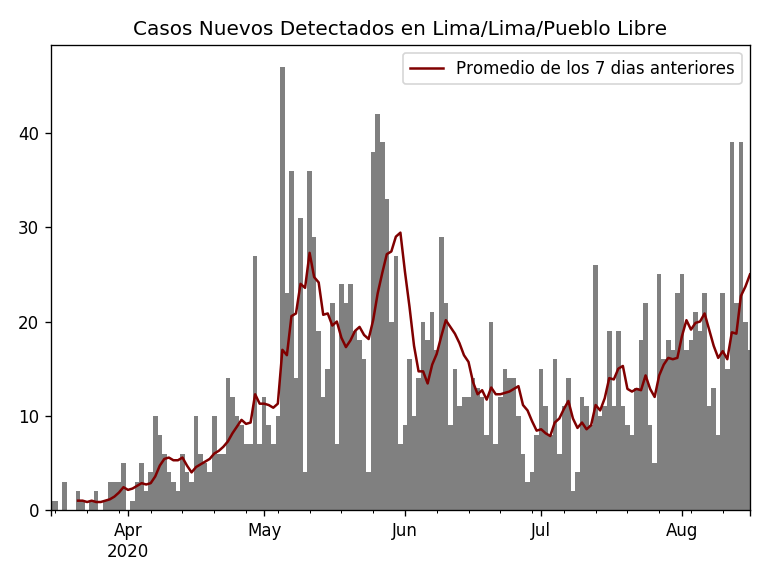 Casos Nuevos Detectados en Lima/Lima/Pueblo Libre
Promedio de los 7 dias anteriores
40
30
20
10
0
Apr May Jun Jul Aug
2020